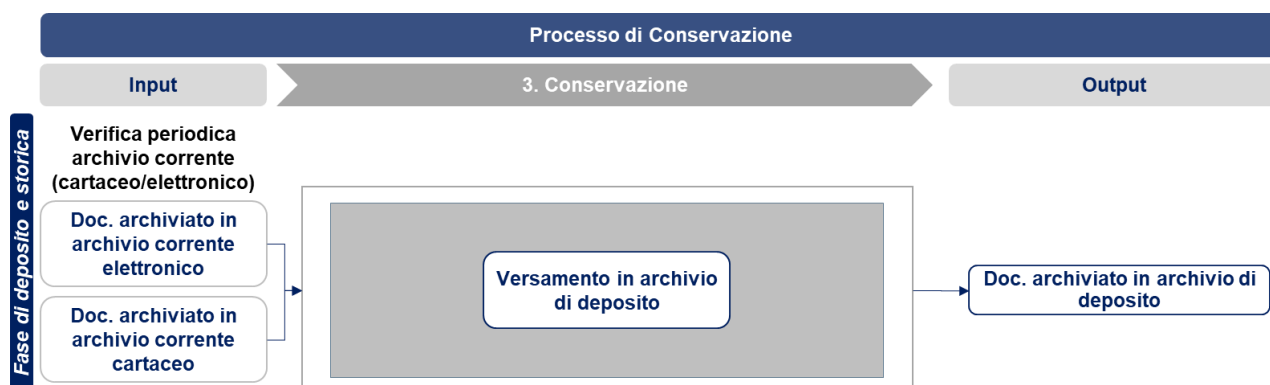 Processo di Conservazione
Input
3. Conservazione
Output
Fase di deposito e storica
Verifica periodica
archivio corrente
(cartaceo/elettronico)
Doc. archiviato in
archivio corrente
elettronico
Doc. archiviato in
archivio corrente
cartaceo
Versamento in archivio
di deposito
Doc. archiviato in archivio di
deposito